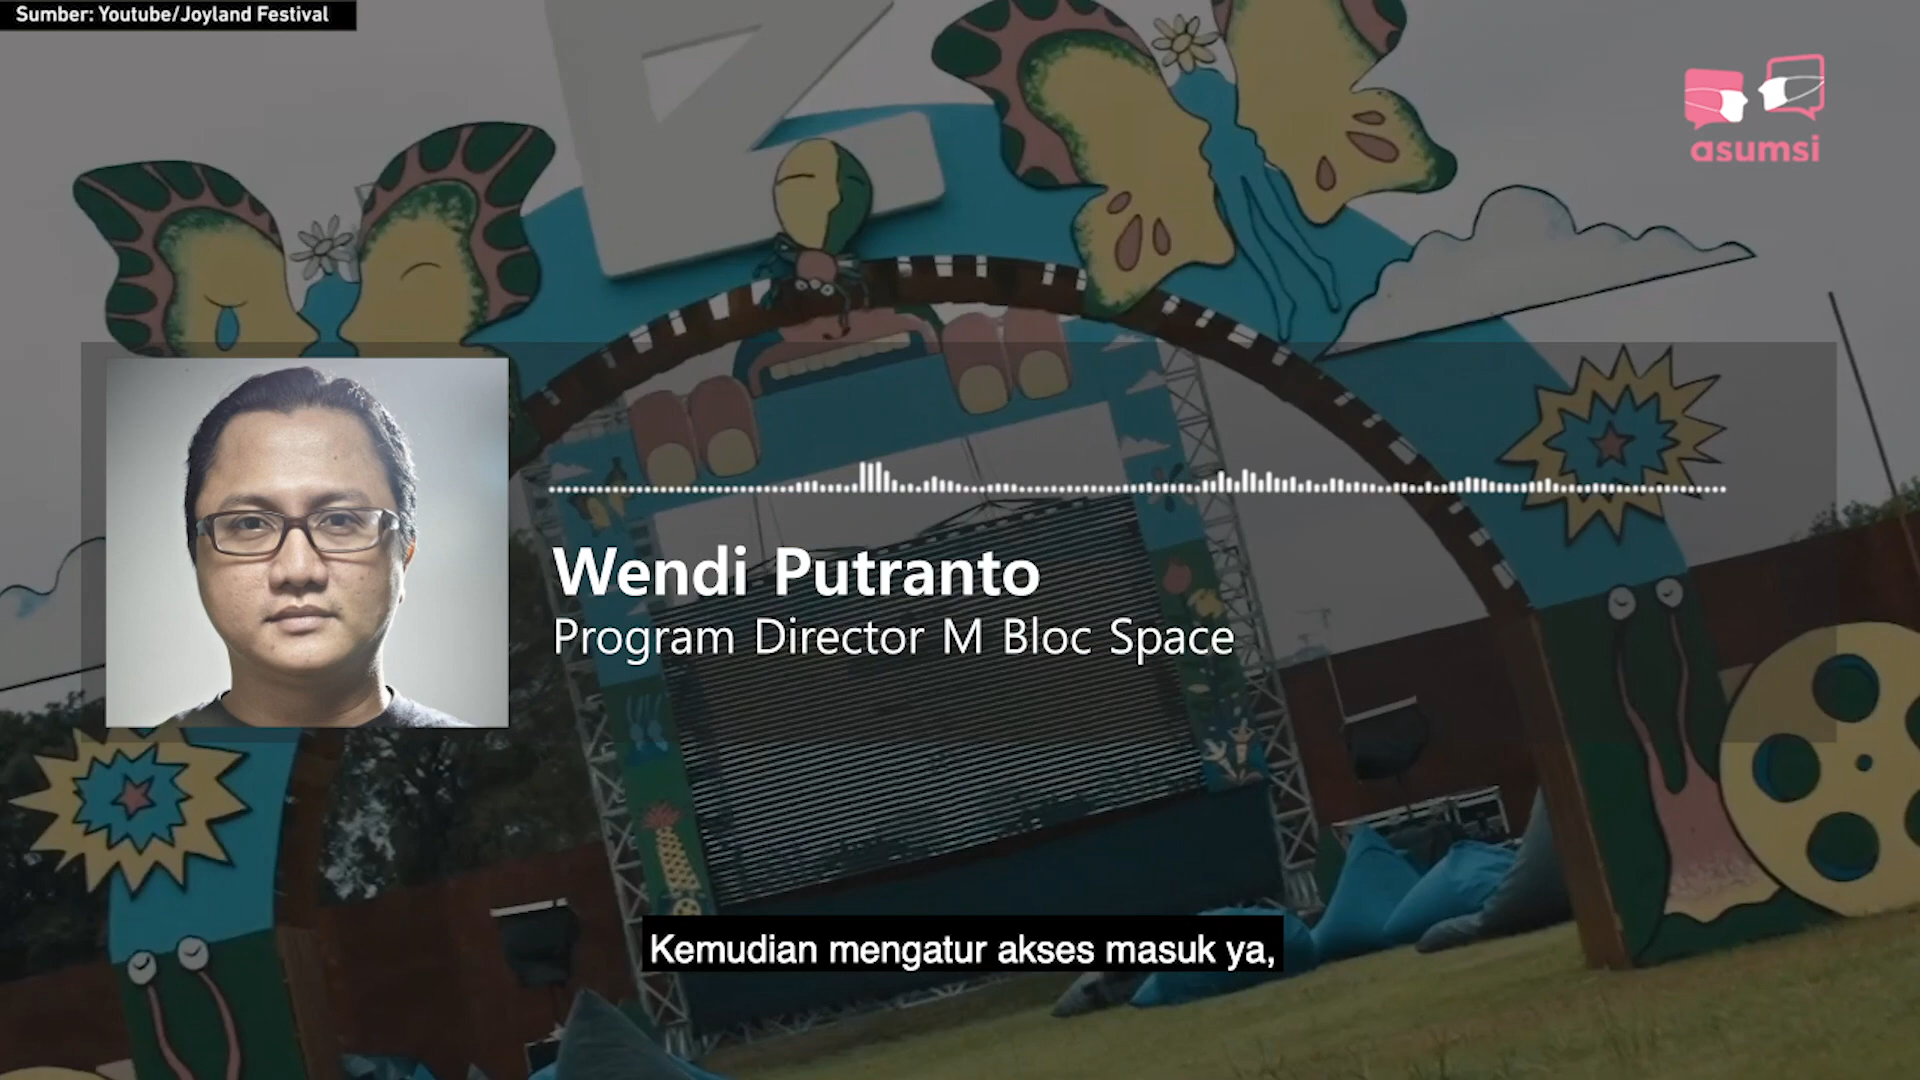 Sumber: Youtube/Joyland Festival
asumsi
Wendi Putranto
Program Director M Bloc Space
Kemudian mengatur akses masuk ya,